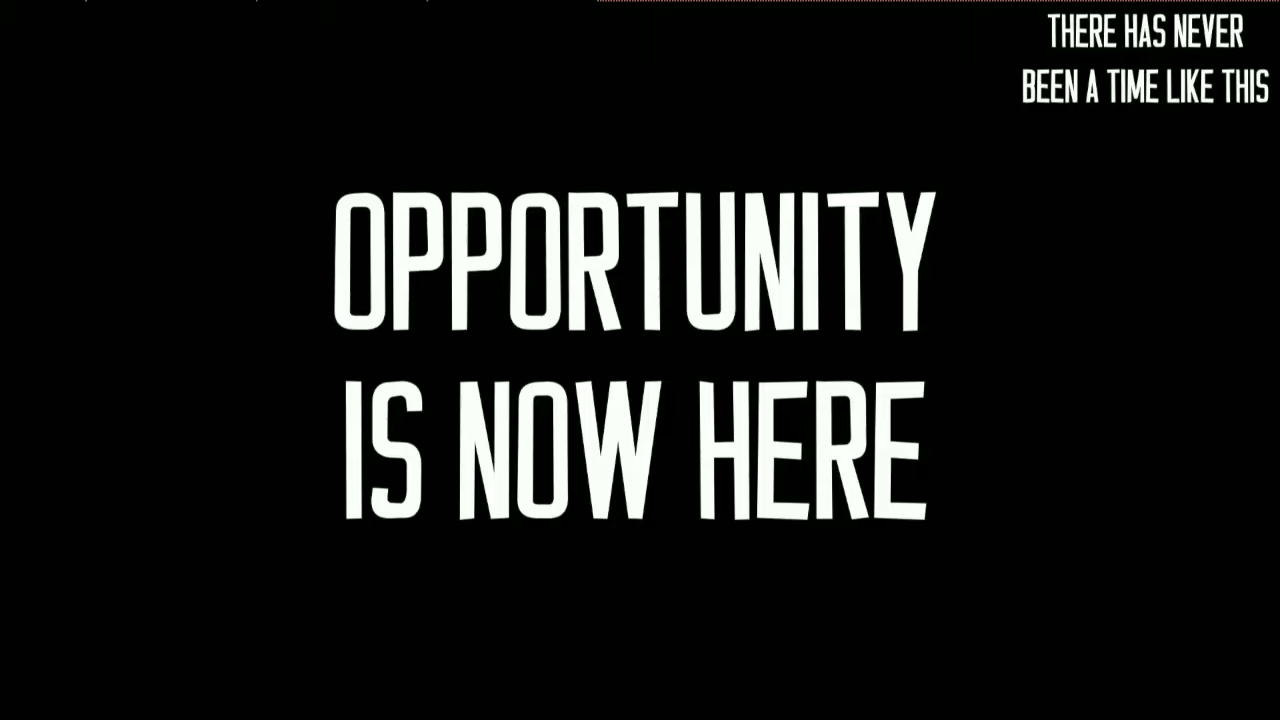 THERE HAS NEVER
BEEN A TIME LIKE THIS
OPPORTUNITY
IS NOW HERE